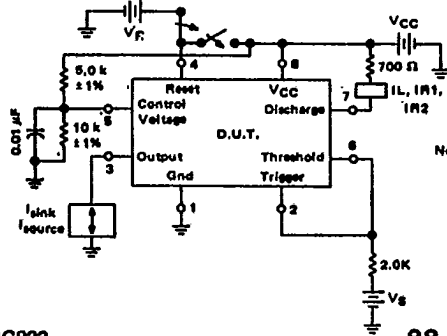 VR
VCC
700 Ω
4
8
5.0 k
±1%
Reset
VCC
Discharge
7
IL, IR1,
IR2
0.01 μF
10 k
±1%
5
Control
Voltage
D.U.T.
3
Output
Threshold
6
Gnd
Trigger
Isink
Isource
1
2
2.0K
VS